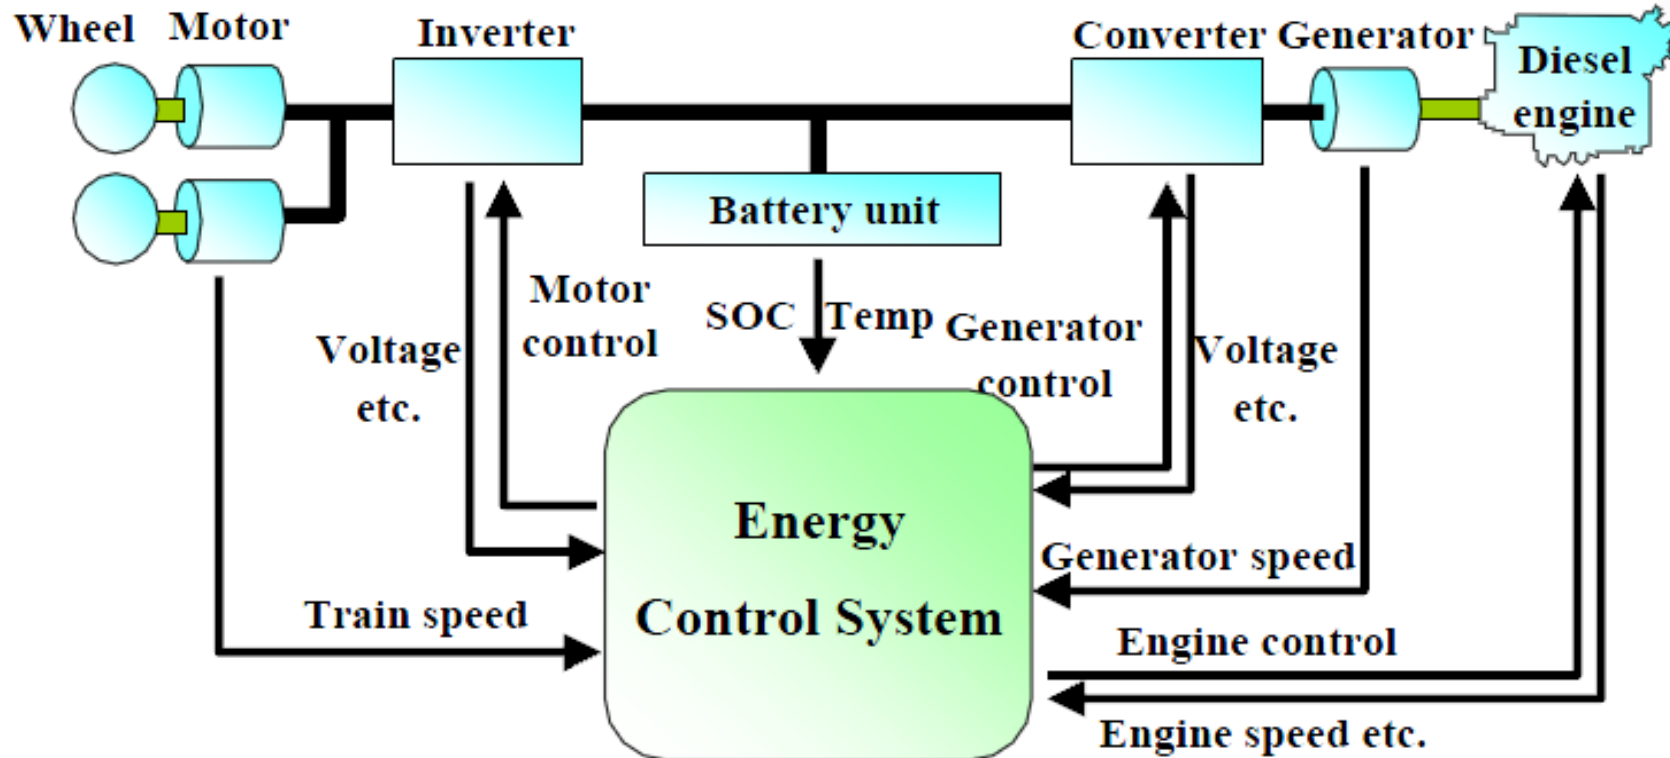 Wheel
Motor
Inverter
Converter
Generator
Diesel
engine
Battery unit
Motor
control
SOC
Temp
Generator
control
Voltage
etc.
Voltage
etc.
Energy
Control System
Generator speed
Train speed
Engine control
Engine speed etc.